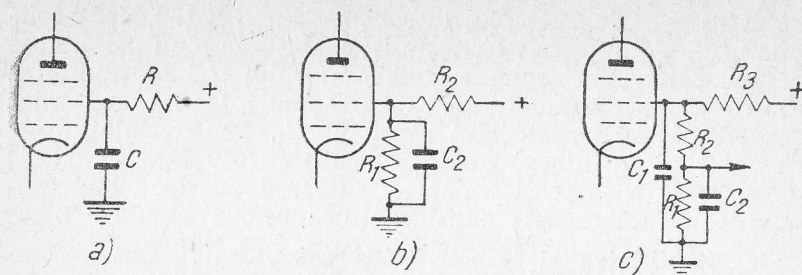 R
+
C
a)
R2
+
R1
C2
b)
R3
+
R2
C1
R1
C2
c)